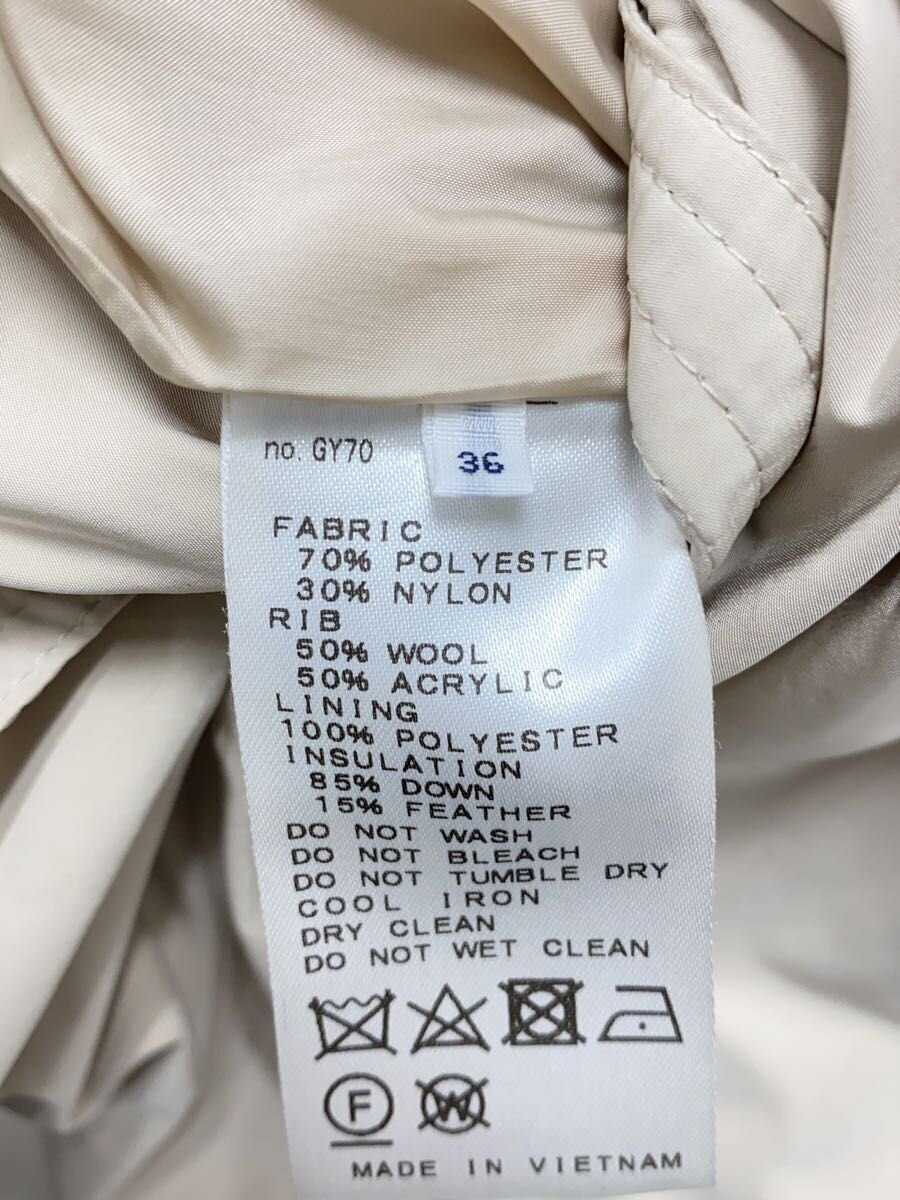 no. GY70
36
FABRIC
70% POLYESTER
30% NYLON
RIB
50% WOOL
50% ACRYLIC
LINING
100% POLYESTER
INSULATION
85% DOWN
15% FEATHER
DO NOT WASH
DO NOT BLEACH
DO NOT TUMBLE DRY
COOL IRON
DRY CLEAN
DO NOT WET CLEAN
F W
MADE IN VIETNAM